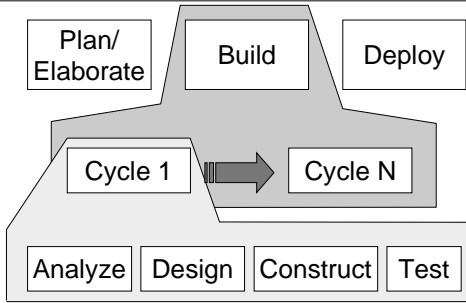 Plan/
Elaborate
Build
Deploy
Cycle 1
Cycle N
Analyze
Design
Construct
Test